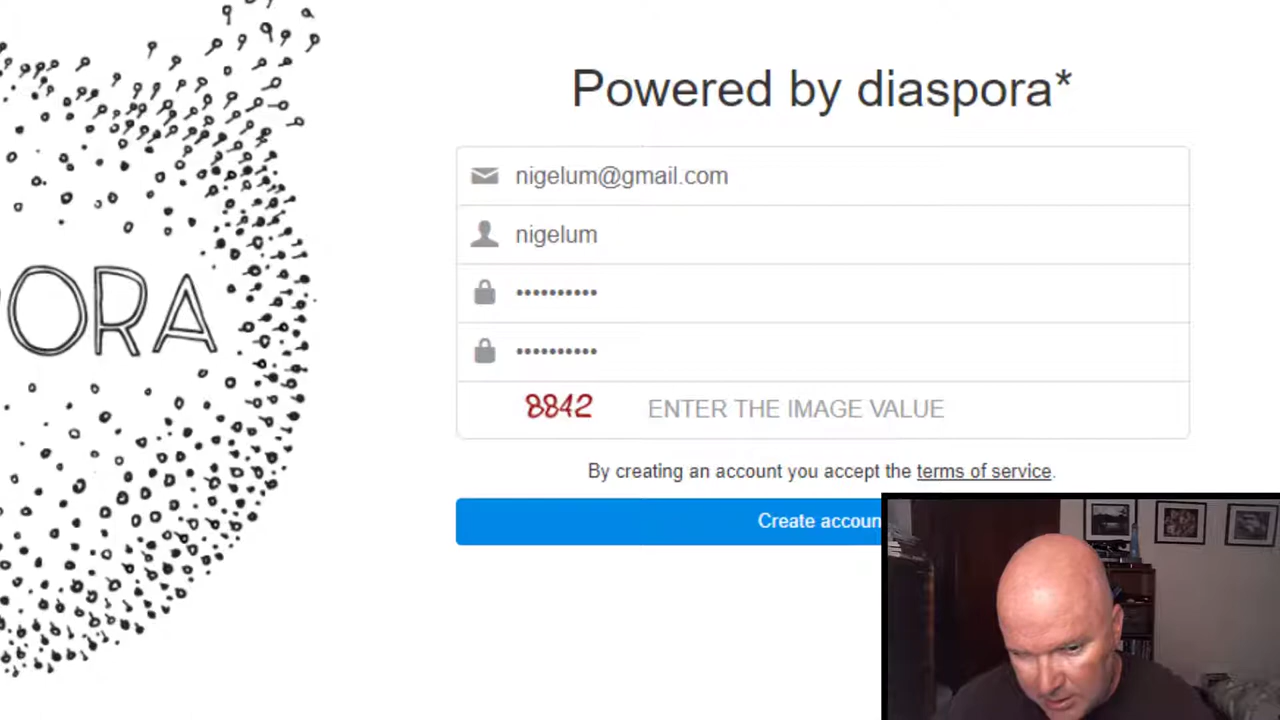 Powered by diaspora*
nigelum@gmail.com
nigelum
••••••••••
••••••••••
8842 ENTER THE IMAGE VALUE
ORA
By creating an account you accept the terms of service.
Create accoun